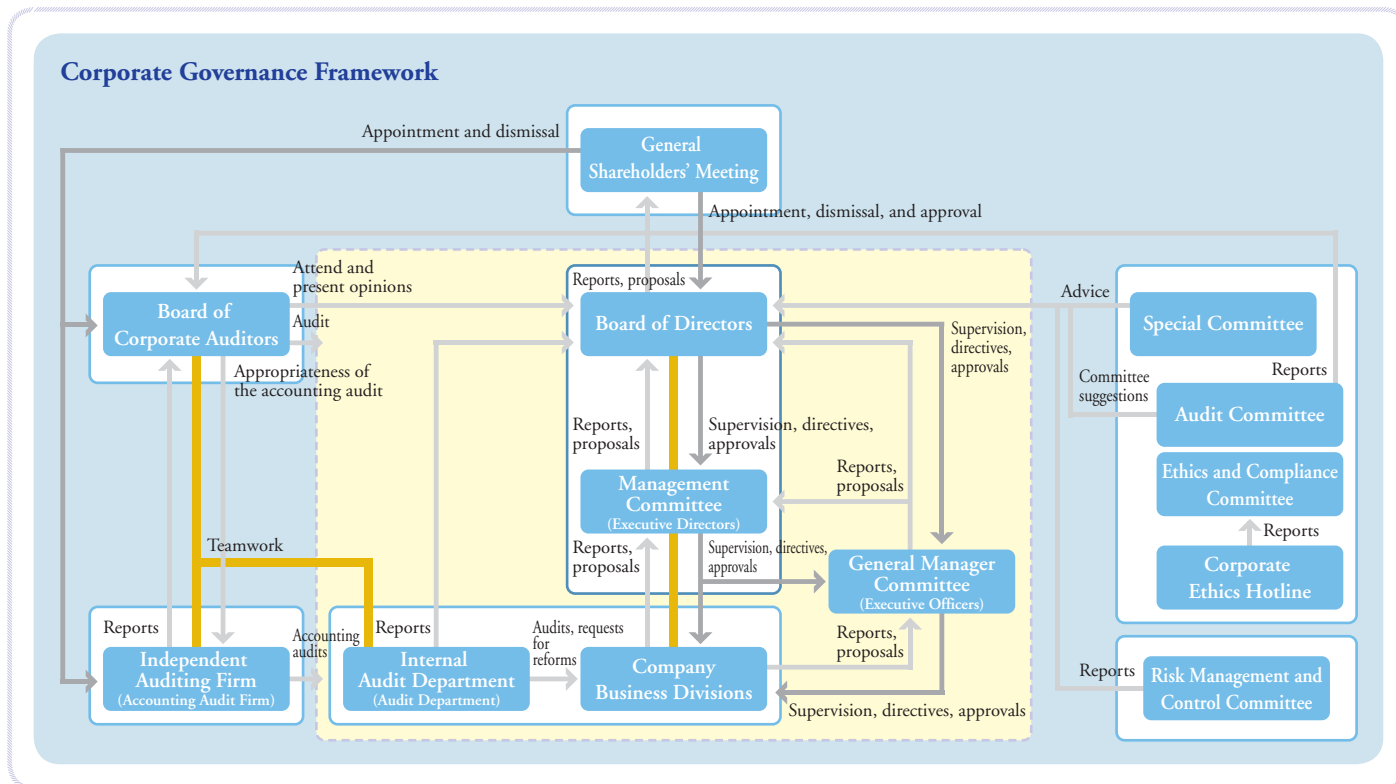 Corporate Governance Framework
Appointment and dismissal
General
Shareholders’ Meeting
Appointment, dismissal, and approval
Attend and
present opinions
Reports, proposals
Board of
Corporate Auditors
Audit
Board of Directors
Advice
Special Committee
Supervision,
directives,
approvals
Appropriateness of
the accounting audit
Reports
Committee
suggestions
Audit Committee
Reports,
proposals
Supervision, directives,
approvals
Reports,
proposals
Ethics and Compliance
Committee
Management
Committee
(Executive Directors)
Reports
Teamwork
Reports,
proposals
Supervision, directives,
approvals
General Manager
Committee
(Executive Officers)
Corporate
Ethics Hotline
Reports
Accounting
audits
Reports
Audits, requests
for
reforms
Reports,
proposals
Independent
Auditing Firm
(Accounting Audit Firm)
Internal
Audit Department
(Audit Department)
Company
Business Divisions
Reports
Risk Management and
Control Committee
Supervision, directives, approvals